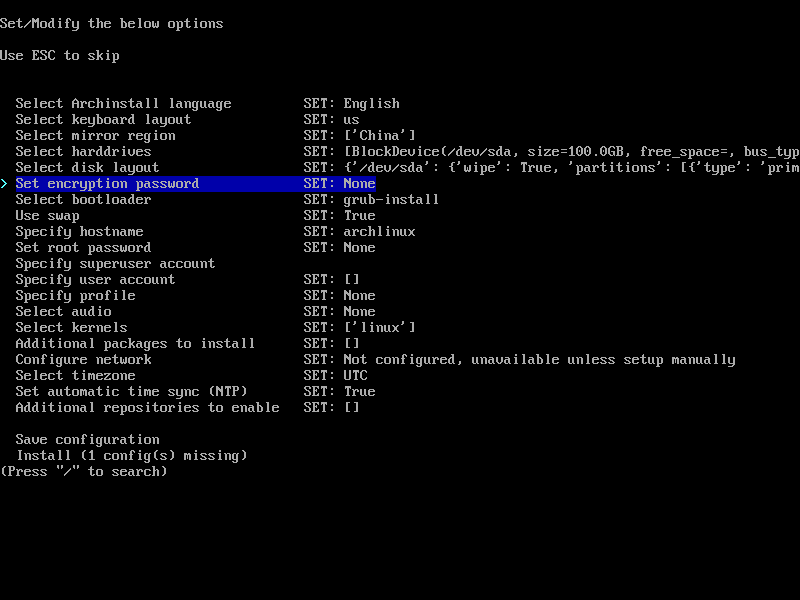 Set/Modify the below options
Use ESC to skip
Select Archinstall language SET: English
Select keyboard layout SET: us
Select mirror region SET: ['China']
Select harddrives SET: [BlockDevice(/dev/sda, size=100.0GB, free_space=, bus_typ
Select disk layout SET: {'/dev/sda': {'wipe': True, 'partitions': [{'type': 'prim
> Set encryption password SET: None
Select bootloader SET: grub-install
Use swap SET: True
Specify hostname SET: archlinux
Set root password SET: None
Specify superuser account
Specify user account SET: []
Specify profile SET: None
Select audio SET: None
Select kernels SET: ['linux']
Additional packages to install SET: []
Configure network SET: Not configured, unavailable unless setup manually
Select timezone SET: UTC
Set automatic time sync (NTP) SET: True
Additional repositories to enable SET: []
Save configuration
Install (1 config(s) missing)
(Press "/" to search)